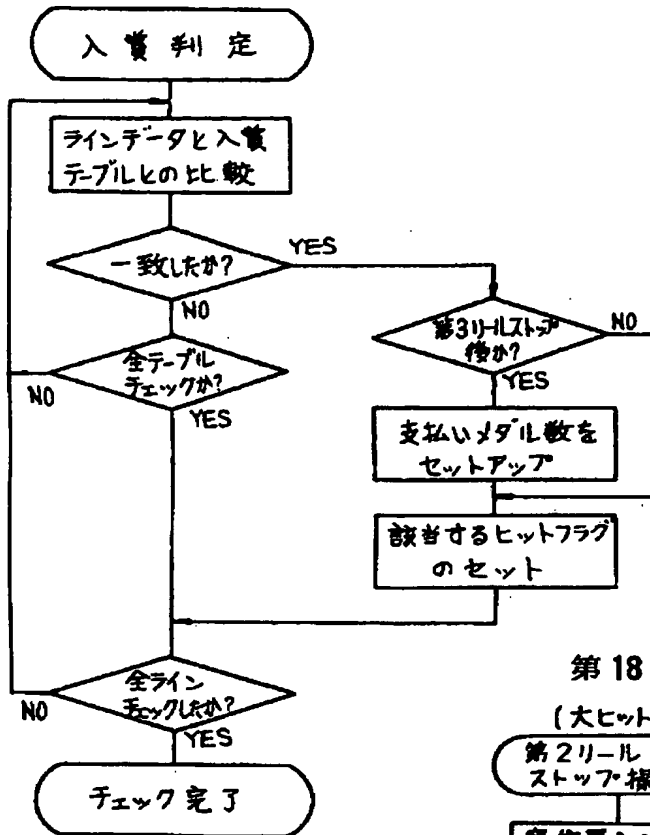 入賞判定
ラインデータと入賞
テーブルとの比較
一致したか?
YES
NO
第3リールストップ
後か?
NO
YES
全テーブル
チェックか?
NO
YES
支払いメダル数を
セットアップ
該当するヒットフラグ
のセット
全ライン
チェックしたか?
NO
YES
チェック完了
第18
(大ヒット
第2リール
ストップ操